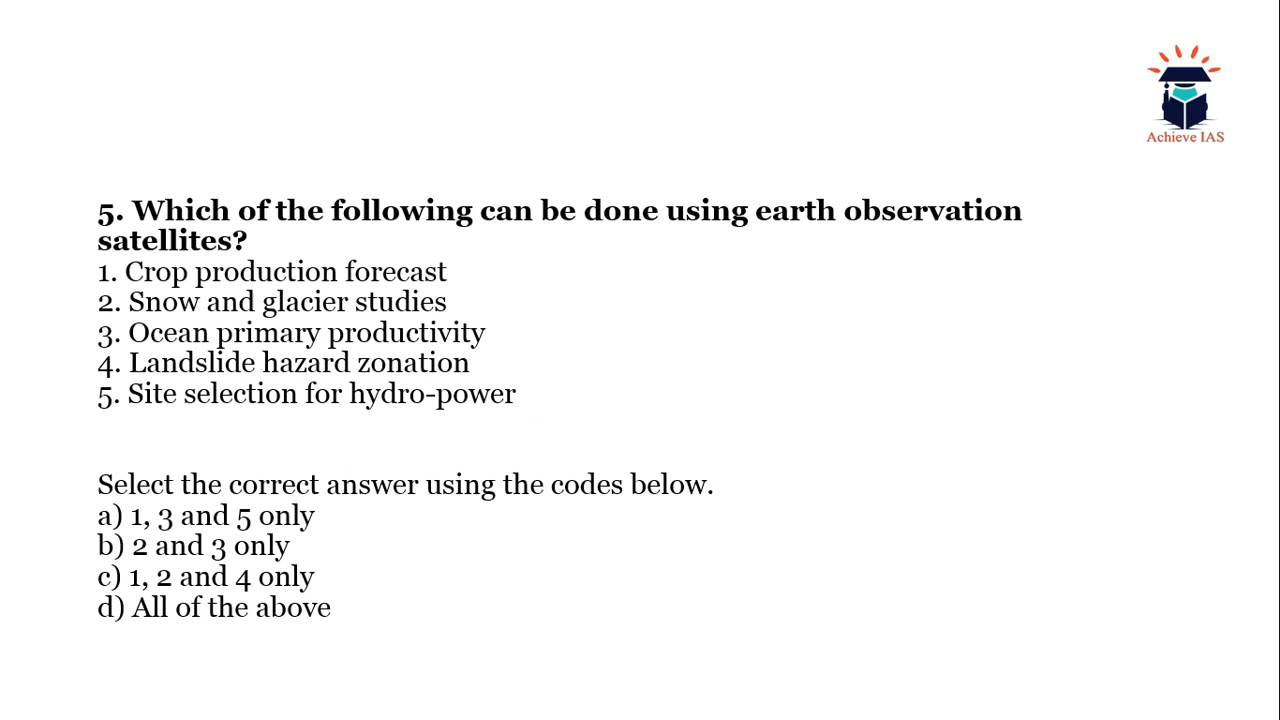 Achieve IAS
5. Which of the following can be done using earth observation
satellites?
1. Crop production forecast
2. Snow and glacier studies
3. Ocean primary productivity
4. Landslide hazard zonation
5. Site selection for hydro-power
Select the correct answer using the codes below.
a) 1, 3 and 5 only
b) 2 and 3 only
c) 1, 2 and 4 only
d) All of the above